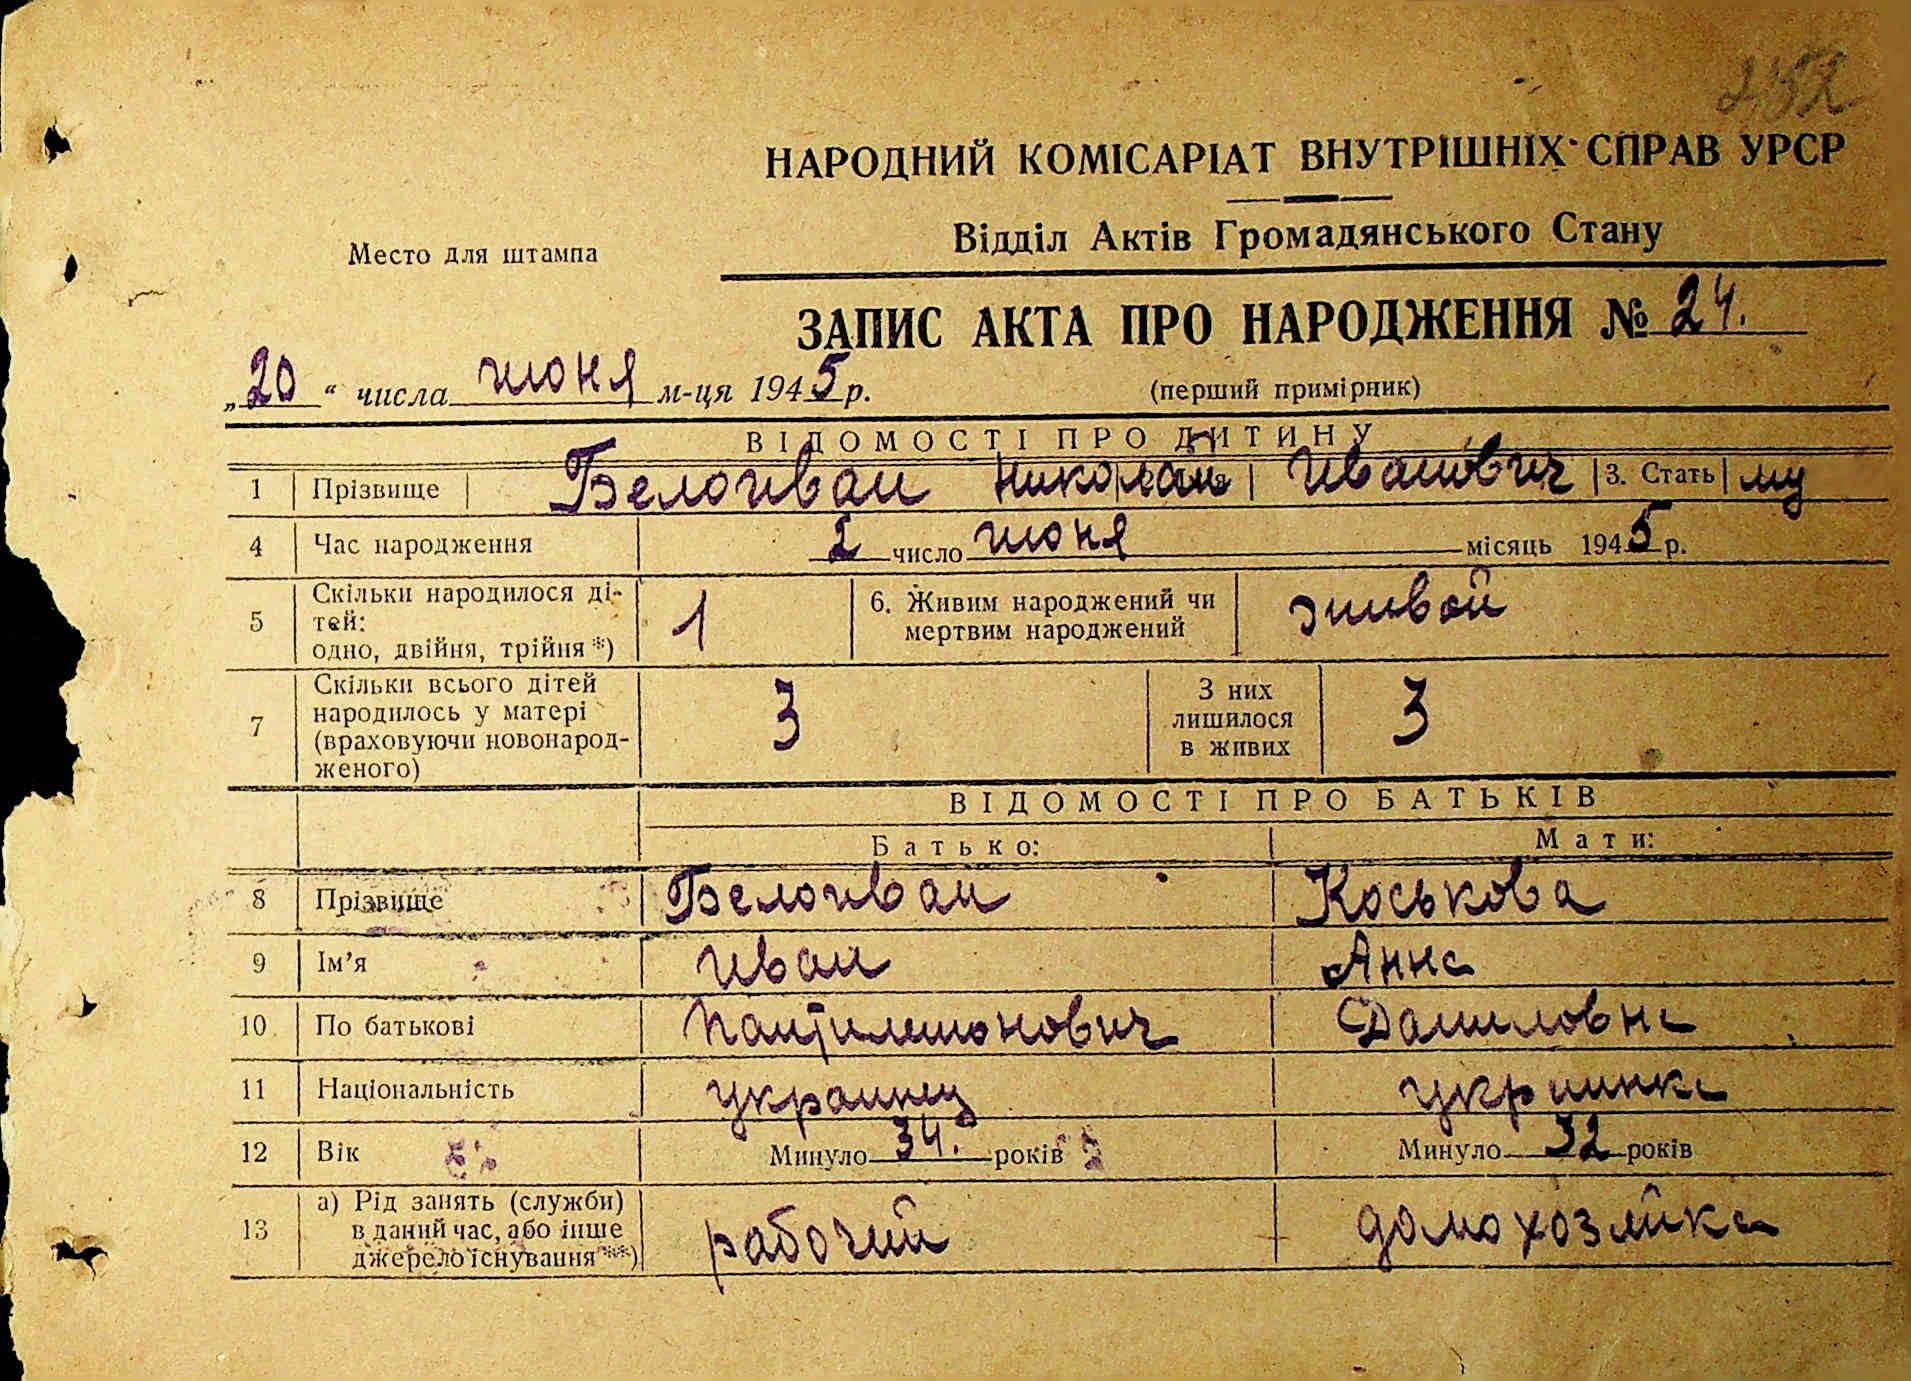 НАРОДНИЙ КОМІСАРІАТ ВНУТРІШНІХ СПРАВ УРСР
Відділ Актів Громадянського Стану
Место для штампа
ЗАПИС АКТА ПРО НАРОДЖЕННЯ № 24.
„20“ числа июня м-ця 1945 р. (перший примірник)
ВІДОМОСТІ ПРО ДИТИНУ
1 Прізвище Белоиван Николай Иванович 3. Стать му
4 Час народження 2 число июня місяць 1945 р.
5 Скільки народилося дітей: одно, двійня, трійня *) 1 6. Живим народжений чи мертвим народжений живой
7 Скільки всього дітей народилось у матері (враховуючи новонародженого) 3 З них лишилося в живих 3
ВІДОМОСТІ ПРО БАТЬКІВ
Батько: Мати:
8 Прізвище Белоиван Коськова
9 Ім'я Иван Анна
10 По батькові Пантилимонович Даниловна
11 Національність украинец украинка
12 Вік Минуло 34. років Минуло 32 років
13 а) Рід занять (служби) в даний час, або інше джерело існування **) рабочий домохозяйка